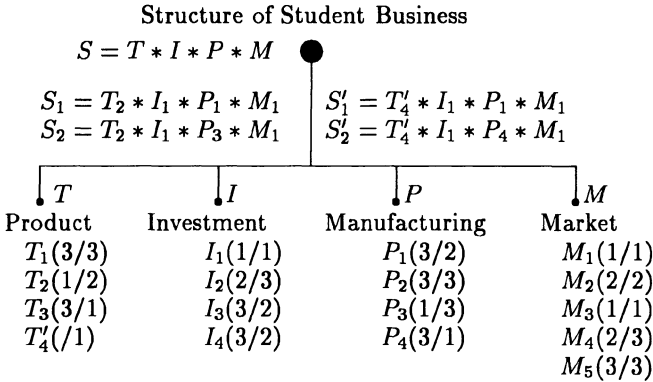 Structure of Student Business
S = T * I * P * M
S₁ = T₂ * I₁ * P₁ * M₁ S′₁ = T′₄ * I₁ * P₁ * M₁
S₂ = T₂ * I₁ * P₃ * M₁ S′₂ = T′₄ * I₁ * P₄ * M₁
T I P M
Product Investment Manufacturing Market
T₁(3/3) I₁(1/1) P₁(3/2) M₁(1/1)
T₂(1/2) I₂(2/3) P₂(3/3) M₂(2/2)
T₃(3/1) I₃(3/2) P₃(1/3) M₃(1/1)
T′₄(/1) I₄(3/2) P₄(3/1) M₄(2/3)
M₅(3/3)